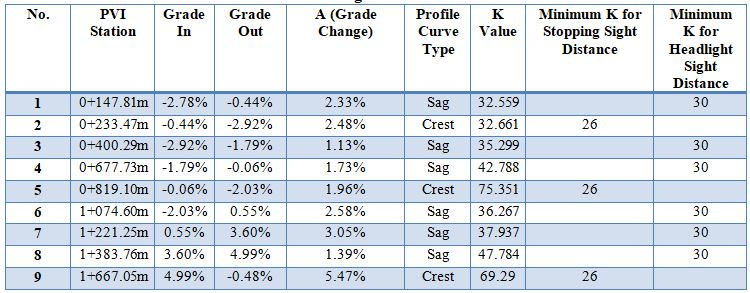 No. PVI Station Grade In Grade Out A (Grade Change) Profile Curve Type K Value Minimum K for Stopping Sight Distance Minimum K for Headlight Sight Distance
1 0+147.81m -2.78% -0.44% 2.33% Sag 32.559 30
2 0+233.47m -0.44% -2.92% 2.48% Crest 32.661 26
3 0+400.29m -2.92% -1.79% 1.13% Sag 35.299 30
4 0+677.73m -1.79% -0.06% 1.73% Sag 42.788 30
5 0+819.10m -0.06% -2.03% 1.96% Crest 75.351 26
6 1+074.60m -2.03% 0.55% 2.58% Sag 36.267 30
7 1+221.25m 0.55% 3.60% 3.05% Sag 37.937 30
8 1+383.76m 3.60% 4.99% 1.39% Sag 47.784 30
9 1+667.05m 4.99% -0.48% 5.47% Crest 69.29 26